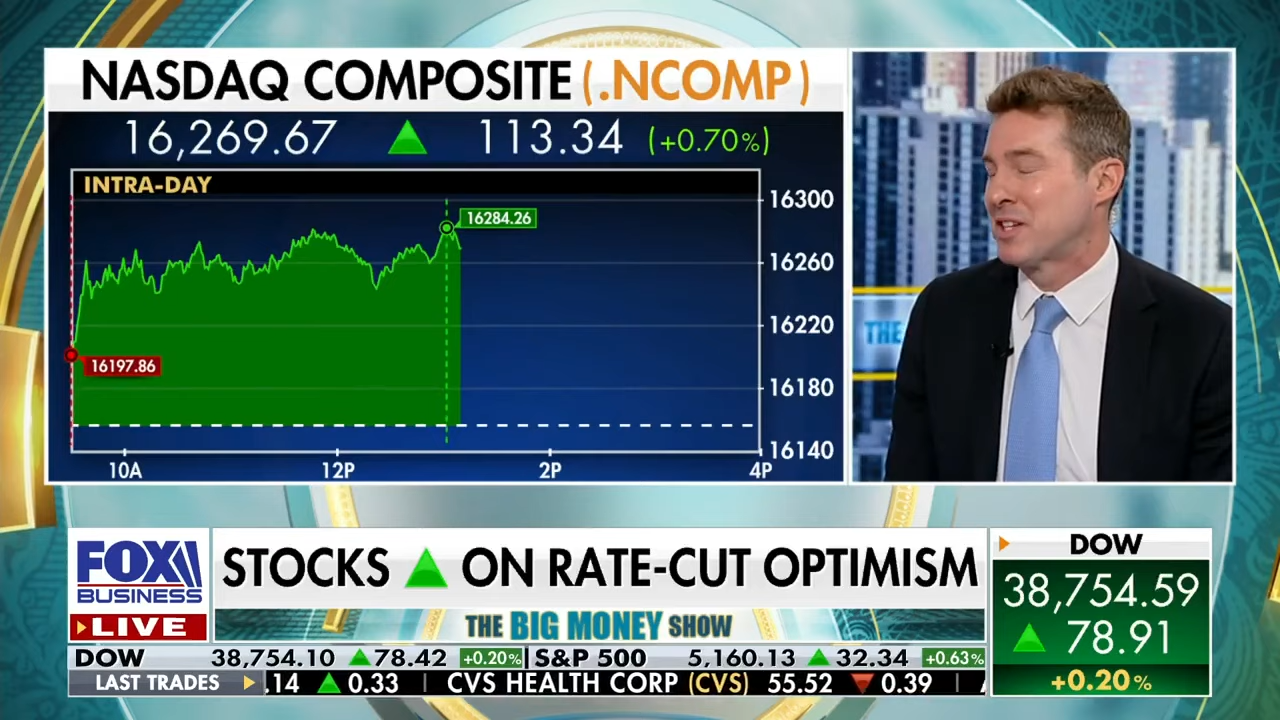 NASDAQ COMPOSITE (.NCOMP)
16,269.67 ▲ 113.34 (+0.70%)
INTRA-DAY
16284.26
16197.86
16300
16260
16220
16180
16140
10A 12P 2P 4P
THE
FOX BUSINESS
LIVE
STOCKS ▲ ON RATE-CUT OPTIMISM
THE BIG MONEY SHOW
DOW
38,754.59
▲ 78.91
+0.20%
DOW 38,754.10 ▲ 78.42 +0.20% S&P 500 5,160.13 ▲ 32.34 +0.63%
LAST TRADES .14 ▲ 0.33 | CVS HEALTH CORP (CVS) 55.52 ▼ 0.39 |